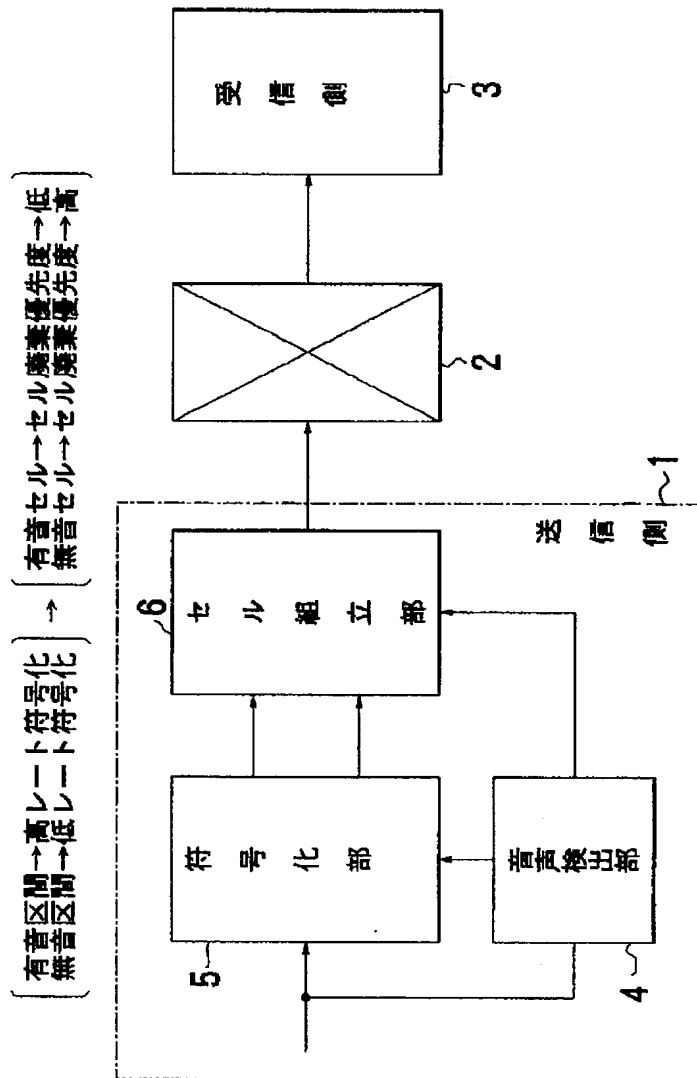 有音区間→高レート符号化
無音区間→低レート符号化
→
有音セル→セル廃棄優先度→低
無音セル→セル廃棄優先度→高
5
符号化部
6
セル組立部
4
音声検出部
送信側
1
2
受信側
3